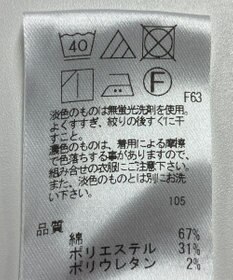 40
F
F63
淡色のものは無蛍光洗剤を使用。
よくすすぎ、絞りの後すぐに干
すこと。
濃色のものは、着用による摩擦
で色落ちする事がありますので、
組み合せの衣服にご注意下さい。
また、淡色のものとは別にお洗
い下さい。
105
品質
綿 67%
ポリエステル 31%
ポリウレタン 2%